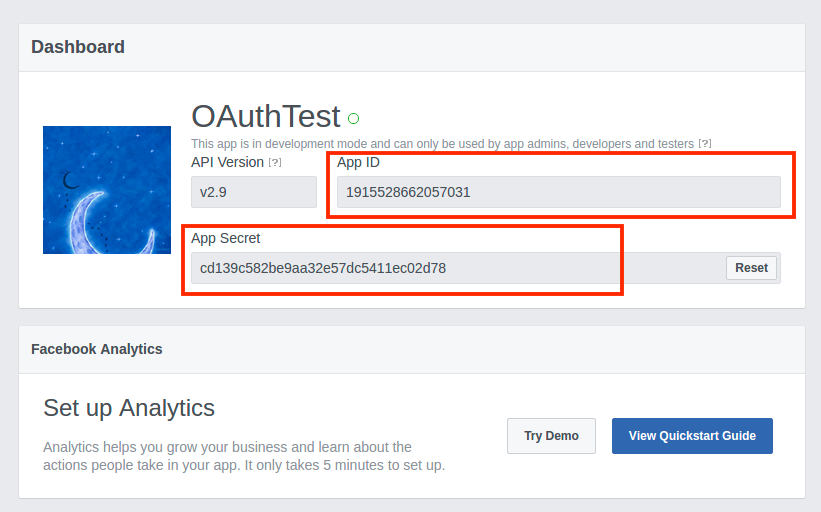 Dashboard
OAuthTest
This app is in development mode and can only be used by app admins, developers and testers [?]
API Version [?]
App ID
v2.9
1915528662057031
App Secret
cd139c582be9aa32e57dc5411ec02d78
Reset
Facebook Analytics
Set up Analytics
Analytics helps you grow your business and learn about the
actions people take in your app. It only takes 5 minutes to set up.
Try Demo
View Quickstart Guide